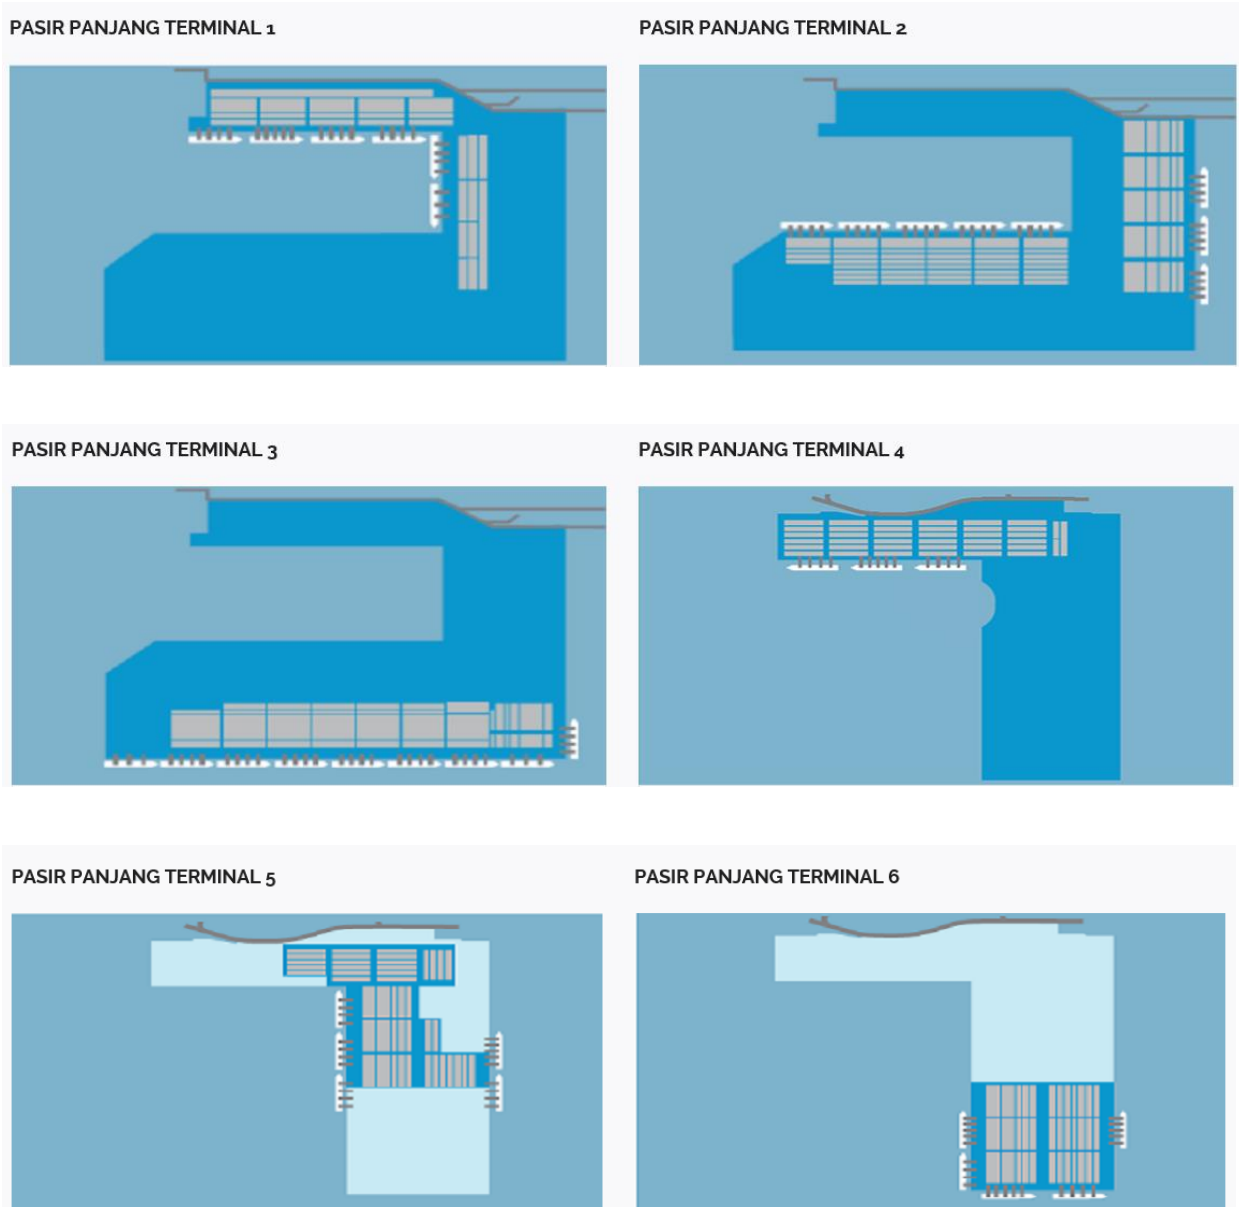 PASIR PANJANG TERMINAL 1
PASIR PANJANG TERMINAL 2
PASIR PANJANG TERMINAL 3
PASIR PANJANG TERMINAL 4
PASIR PANJANG TERMINAL 5
PASIR PANJANG TERMINAL 6